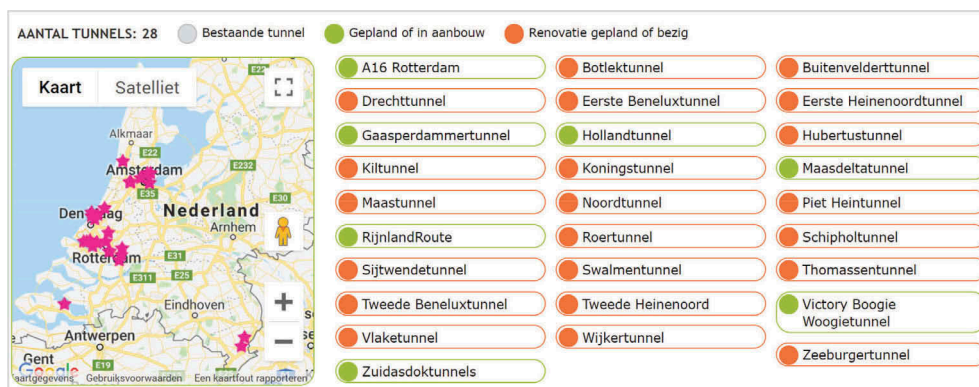 AANTAL TUNNELS: 28
Bestaande tunnel
Gepland of in aanbouw
Renovatie gepland of bezig
Kaart
Satelliet
Alkmaar
E22
Amsterdam
E232
E35
Nederland
E30
Arnhem
E31
Rotterdam
E311
E25
Eindhoven
Antwerpen
Gent
E19
Google
aartgegevens
Gebruiksvoorwaarden
Een kaartfout rapporteren
A16 Rotterdam
Botlektunnel
Buitenvelderttunnel
Drechttunnel
Eerste Beneluxtunnel
Eerste Heinenoordtunnel
Gaasperdammertunnel
Hollandtunnel
Hubertustunnel
Kiltunnel
Koningstunnel
Maasdeltatunnel
Maastunnel
Noordtunnel
Piet Heintunnel
RijnlandRoute
Roertunnel
Schipholtunnel
Sijtwendetunnel
Swalmentunnel
Thomassentunnel
Tweede Beneluxtunnel
Tweede Heinenoord
Victory Boogie
Woogietunnel
Vlaketunnel
Wijkertunnel
Zeeburgertunnel
Zuidasdoktunnels